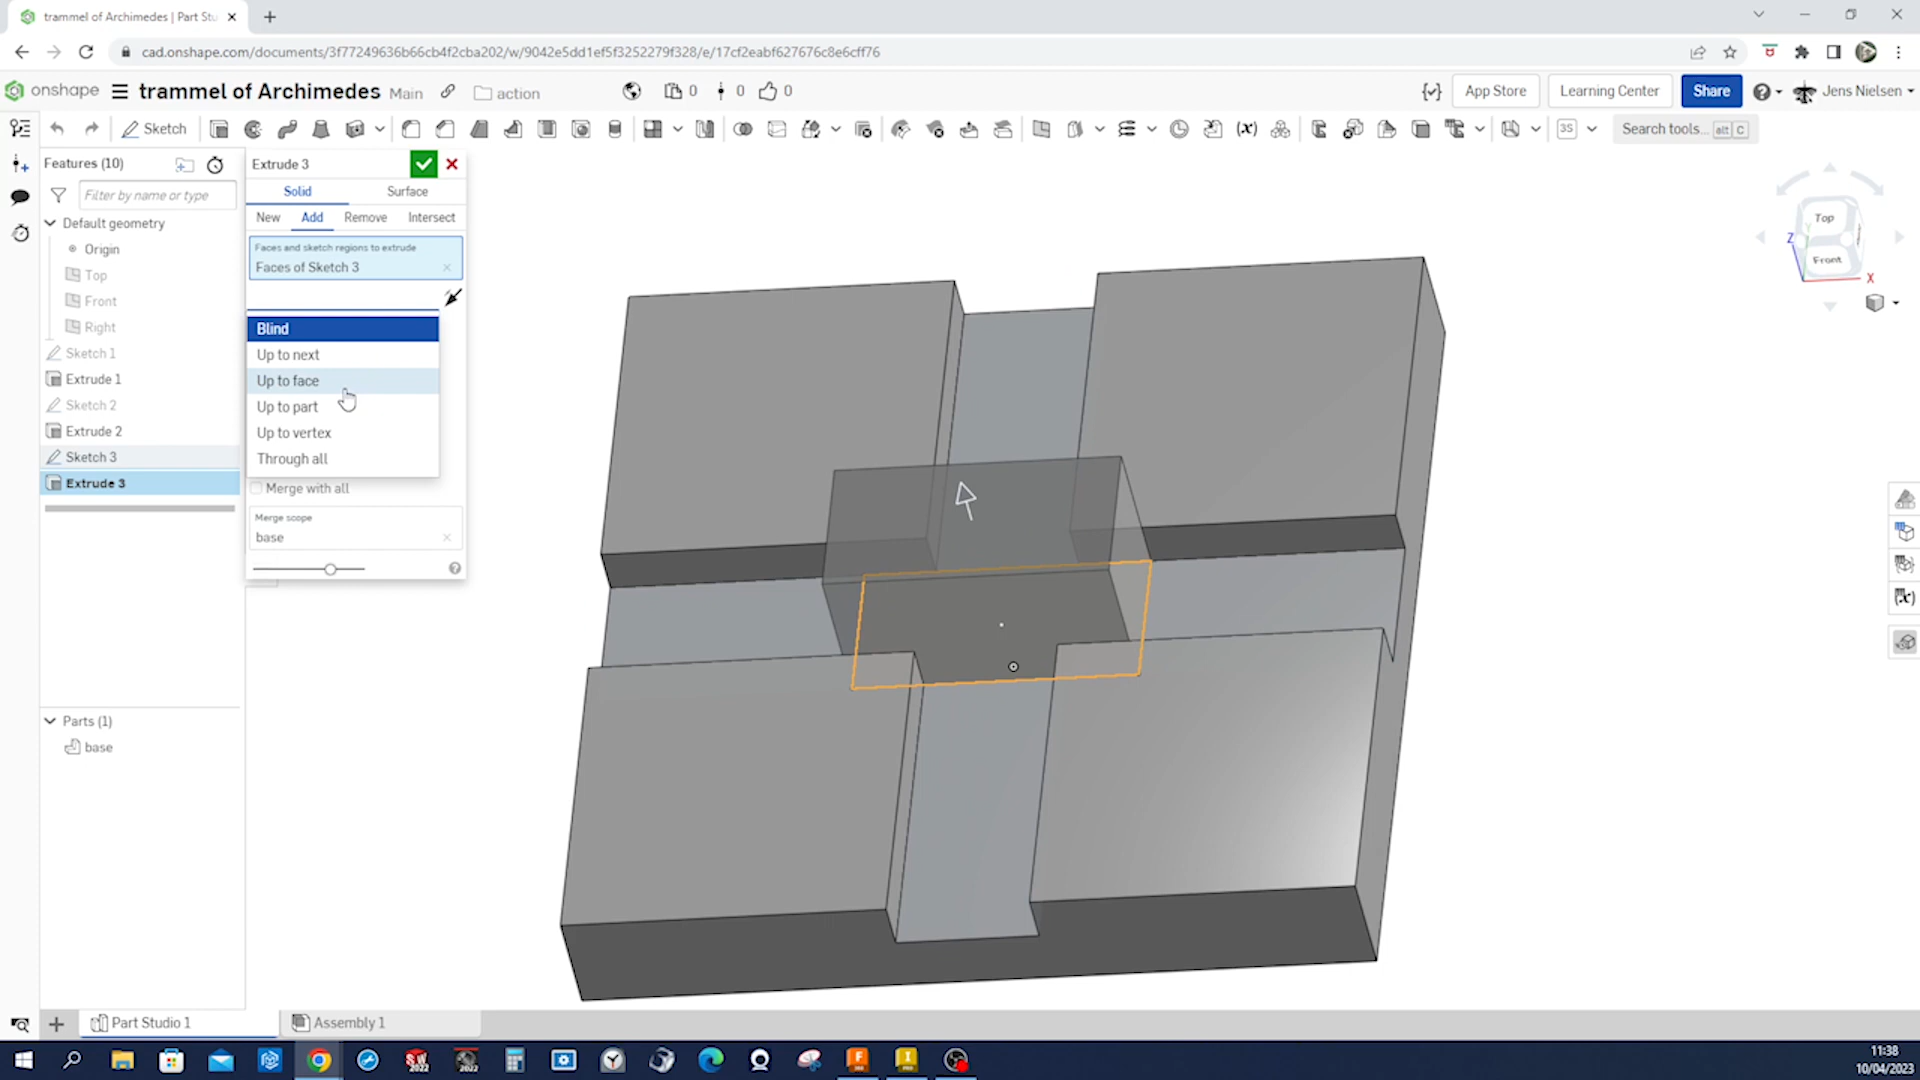 trammel of Archimedes | Part Stu
cad.onshape.com/documents/3f77249636b66cb4f2cba202/w/9042e5dd1ef5f3252279f328/e/17cf2eabf627676c8e6cff76
onshape
trammel of Archimedes
Main
action
0
0
0
App Store
Learning Center
Share
Jens Nielsen
Sketch
Search tools... alt C
Features (10)
Filter by name or type
Default geometry
Origin
Top
Front
Right
Sketch 1
Extrude 1
Sketch 2
Extrude 2
Sketch 3
Extrude 3
Parts (1)
base
Extrude 3
Solid
Surface
New
Add
Remove
Intersect
Faces and sketch regions to extrude
Faces of Sketch 3
Blind
Up to next
Up to face
Up to part
Up to vertex
Through all
Merge with all
Merge scope
base
Top
Front
Z
Y
X
Part Studio 1
Assembly 1
11:38
10/04/2023